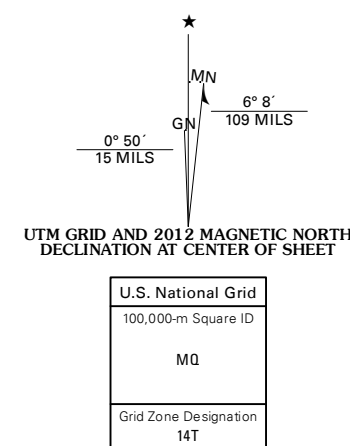 ★
MN
6° 8´
109 MILS
GN
0° 50´
15 MILS
UTM GRID AND 2012 MAGNETIC NORTH
DECLINATION AT CENTER OF SHEET
U.S. National Grid
100,000-m Square ID
MQ
Grid Zone Designation
14T